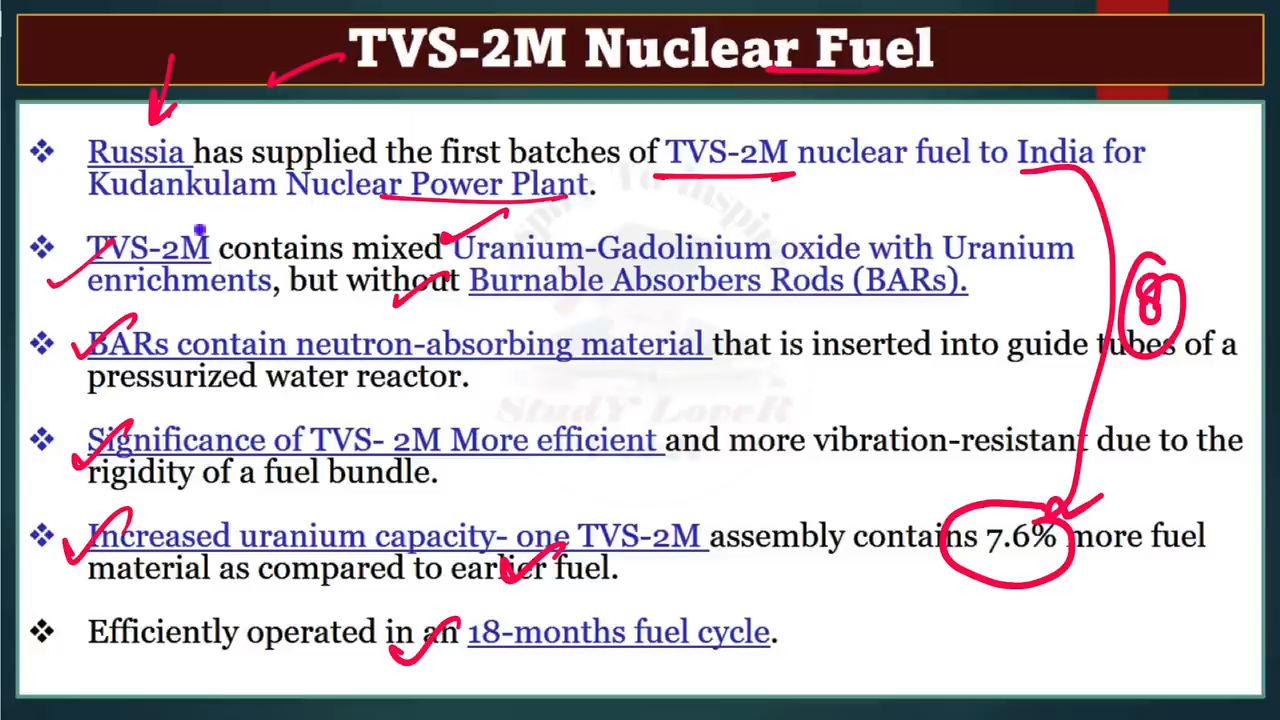 TVS-2M Nuclear Fuel
❖ Russia has supplied the first batches of TVS-2M nuclear fuel to India for
Kudankulam Nuclear Power Plant.
❖ TVS-2M contains mixed Uranium-Gadolinium oxide with Uranium
enrichments, but without Burnable Absorbers Rods (BARs).
❖ BARs contain neutron-absorbing material that is inserted into guide tubes of a
pressurized water reactor.
❖ Significance of TVS- 2M More efficient and more vibration-resistant due to the
rigidity of a fuel bundle.
❖ Increased uranium capacity- one TVS-2M assembly contains 7.6% more fuel
material as compared to earlier fuel.
❖ Efficiently operated in an 18-months fuel cycle.
8
StudY LoveR